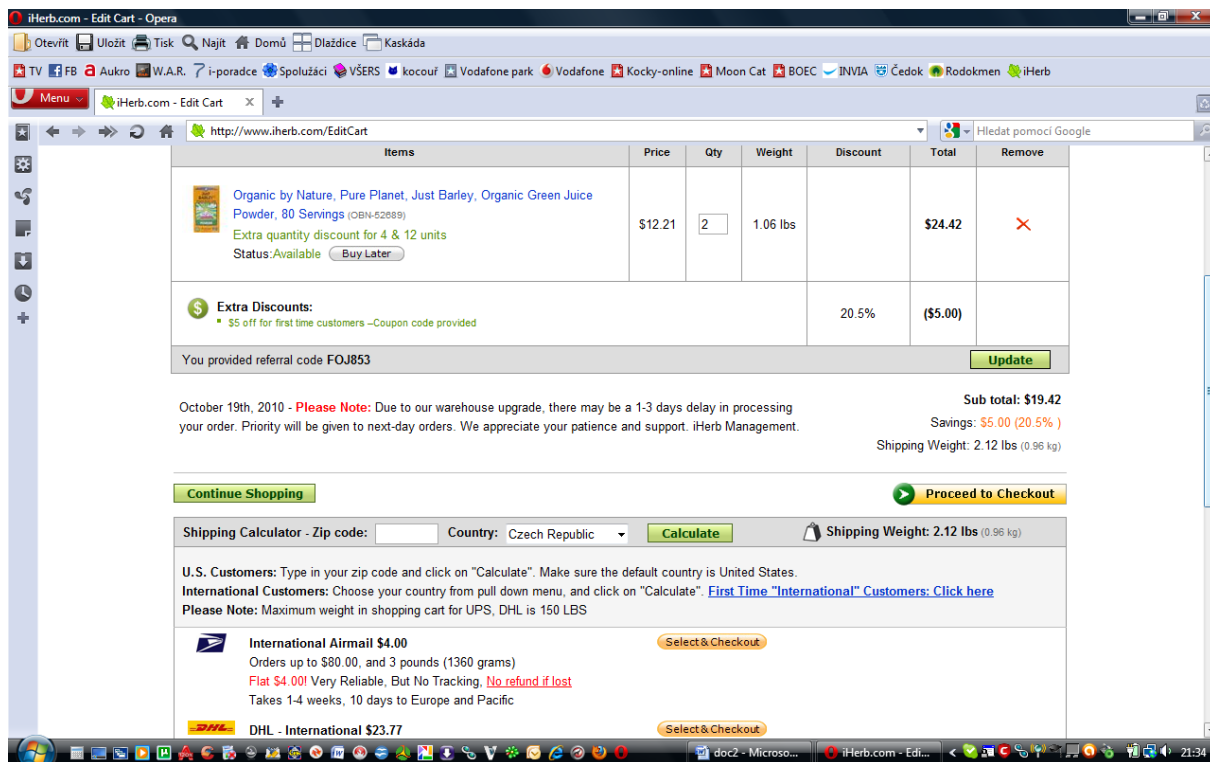 iHerb.com - Edit Cart - Opera
Otevřít Uložit Tisk Najít Domů Dlaždice Kaskáda
TV FB Aukro W.A.R. i-poradce Spolužáci VŠERS kocouř Vodafone park Vodafone Kocky-online Moon Cat BOEC INVIA Čedok Rodokmen iHerb
Menu iHerb.com - Edit Cart
http://www.iherb.com/EditCart Hledat pomocí Google
Items Price Qty Weight Discount Total Remove
Organic by Nature, Pure Planet, Just Barley, Organic Green Juice
Powder, 80 Servings (OBN-52689)
$12.21 2 1.06 lbs $24.42
Extra quantity discount for 4 & 12 units
Status:Available Buy Later
Extra Discounts:
$5 off for first time customers –Coupon code provided
20.5% ($5.00)
You provided referral code FOJ853 Update
October 19th, 2010 - Please Note: Due to our warehouse upgrade, there may be a 1-3 days delay in processing
your order. Priority will be given to next-day orders. We appreciate your patience and support. iHerb Management.
Sub total: $19.42
Savings: $5.00 (20.5% )
Shipping Weight: 2.12 lbs (0.96 kg)
Continue Shopping Proceed to Checkout
Shipping Calculator - Zip code: Country: Czech Republic Calculate Shipping Weight: 2.12 lbs (0.96 kg)
U.S. Customers: Type in your zip code and click on "Calculate". Make sure the default country is United States.
International Customers: Choose your country from pull down menu, and click on "Calculate". First Time "International" Customers: Click here
Please Note: Maximum weight in shopping cart for UPS, DHL is 150 LBS
International Airmail $4.00 Select & Checkout
Orders up to $80.00, and 3 pounds (1360 grams)
Flat $4.00! Very Reliable, But No Tracking, No refund if lost
Takes 1-4 weeks, 10 days to Europe and Pacific
DHL DHL - International $23.77 Select & Checkout
doc2 - Microso... iHerb.com - Edi... 21:34